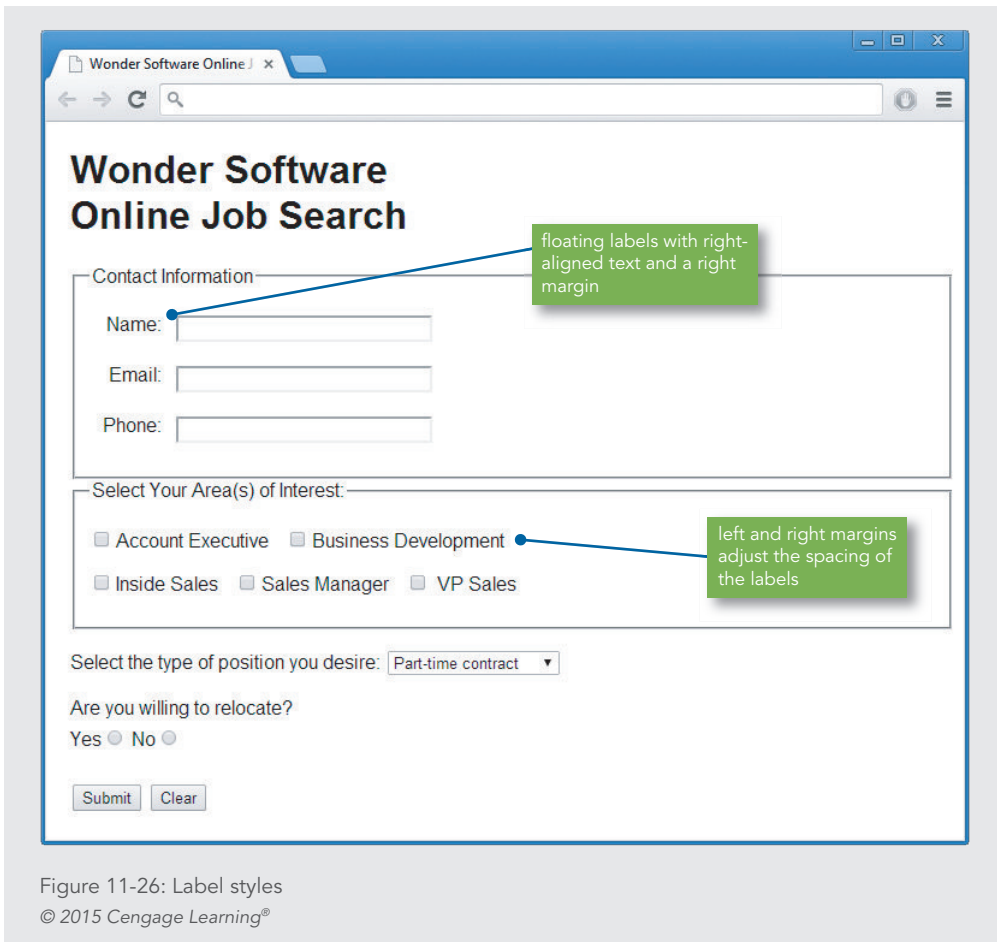 Wonder Software Online J
Wonder Software
Online Job Search
floating labels with right-
aligned text and a right
margin
Contact Information
Name:
Email:
Phone:
Select Your Area(s) of Interest:
Account Executive Business Development
left and right margins
adjust the spacing of
the labels
Inside Sales Sales Manager VP Sales
Select the type of position you desire: Part-time contract
Are you willing to relocate?
Yes No
Submit Clear
Figure 11-26: Label styles
© 2015 Cengage Learning®